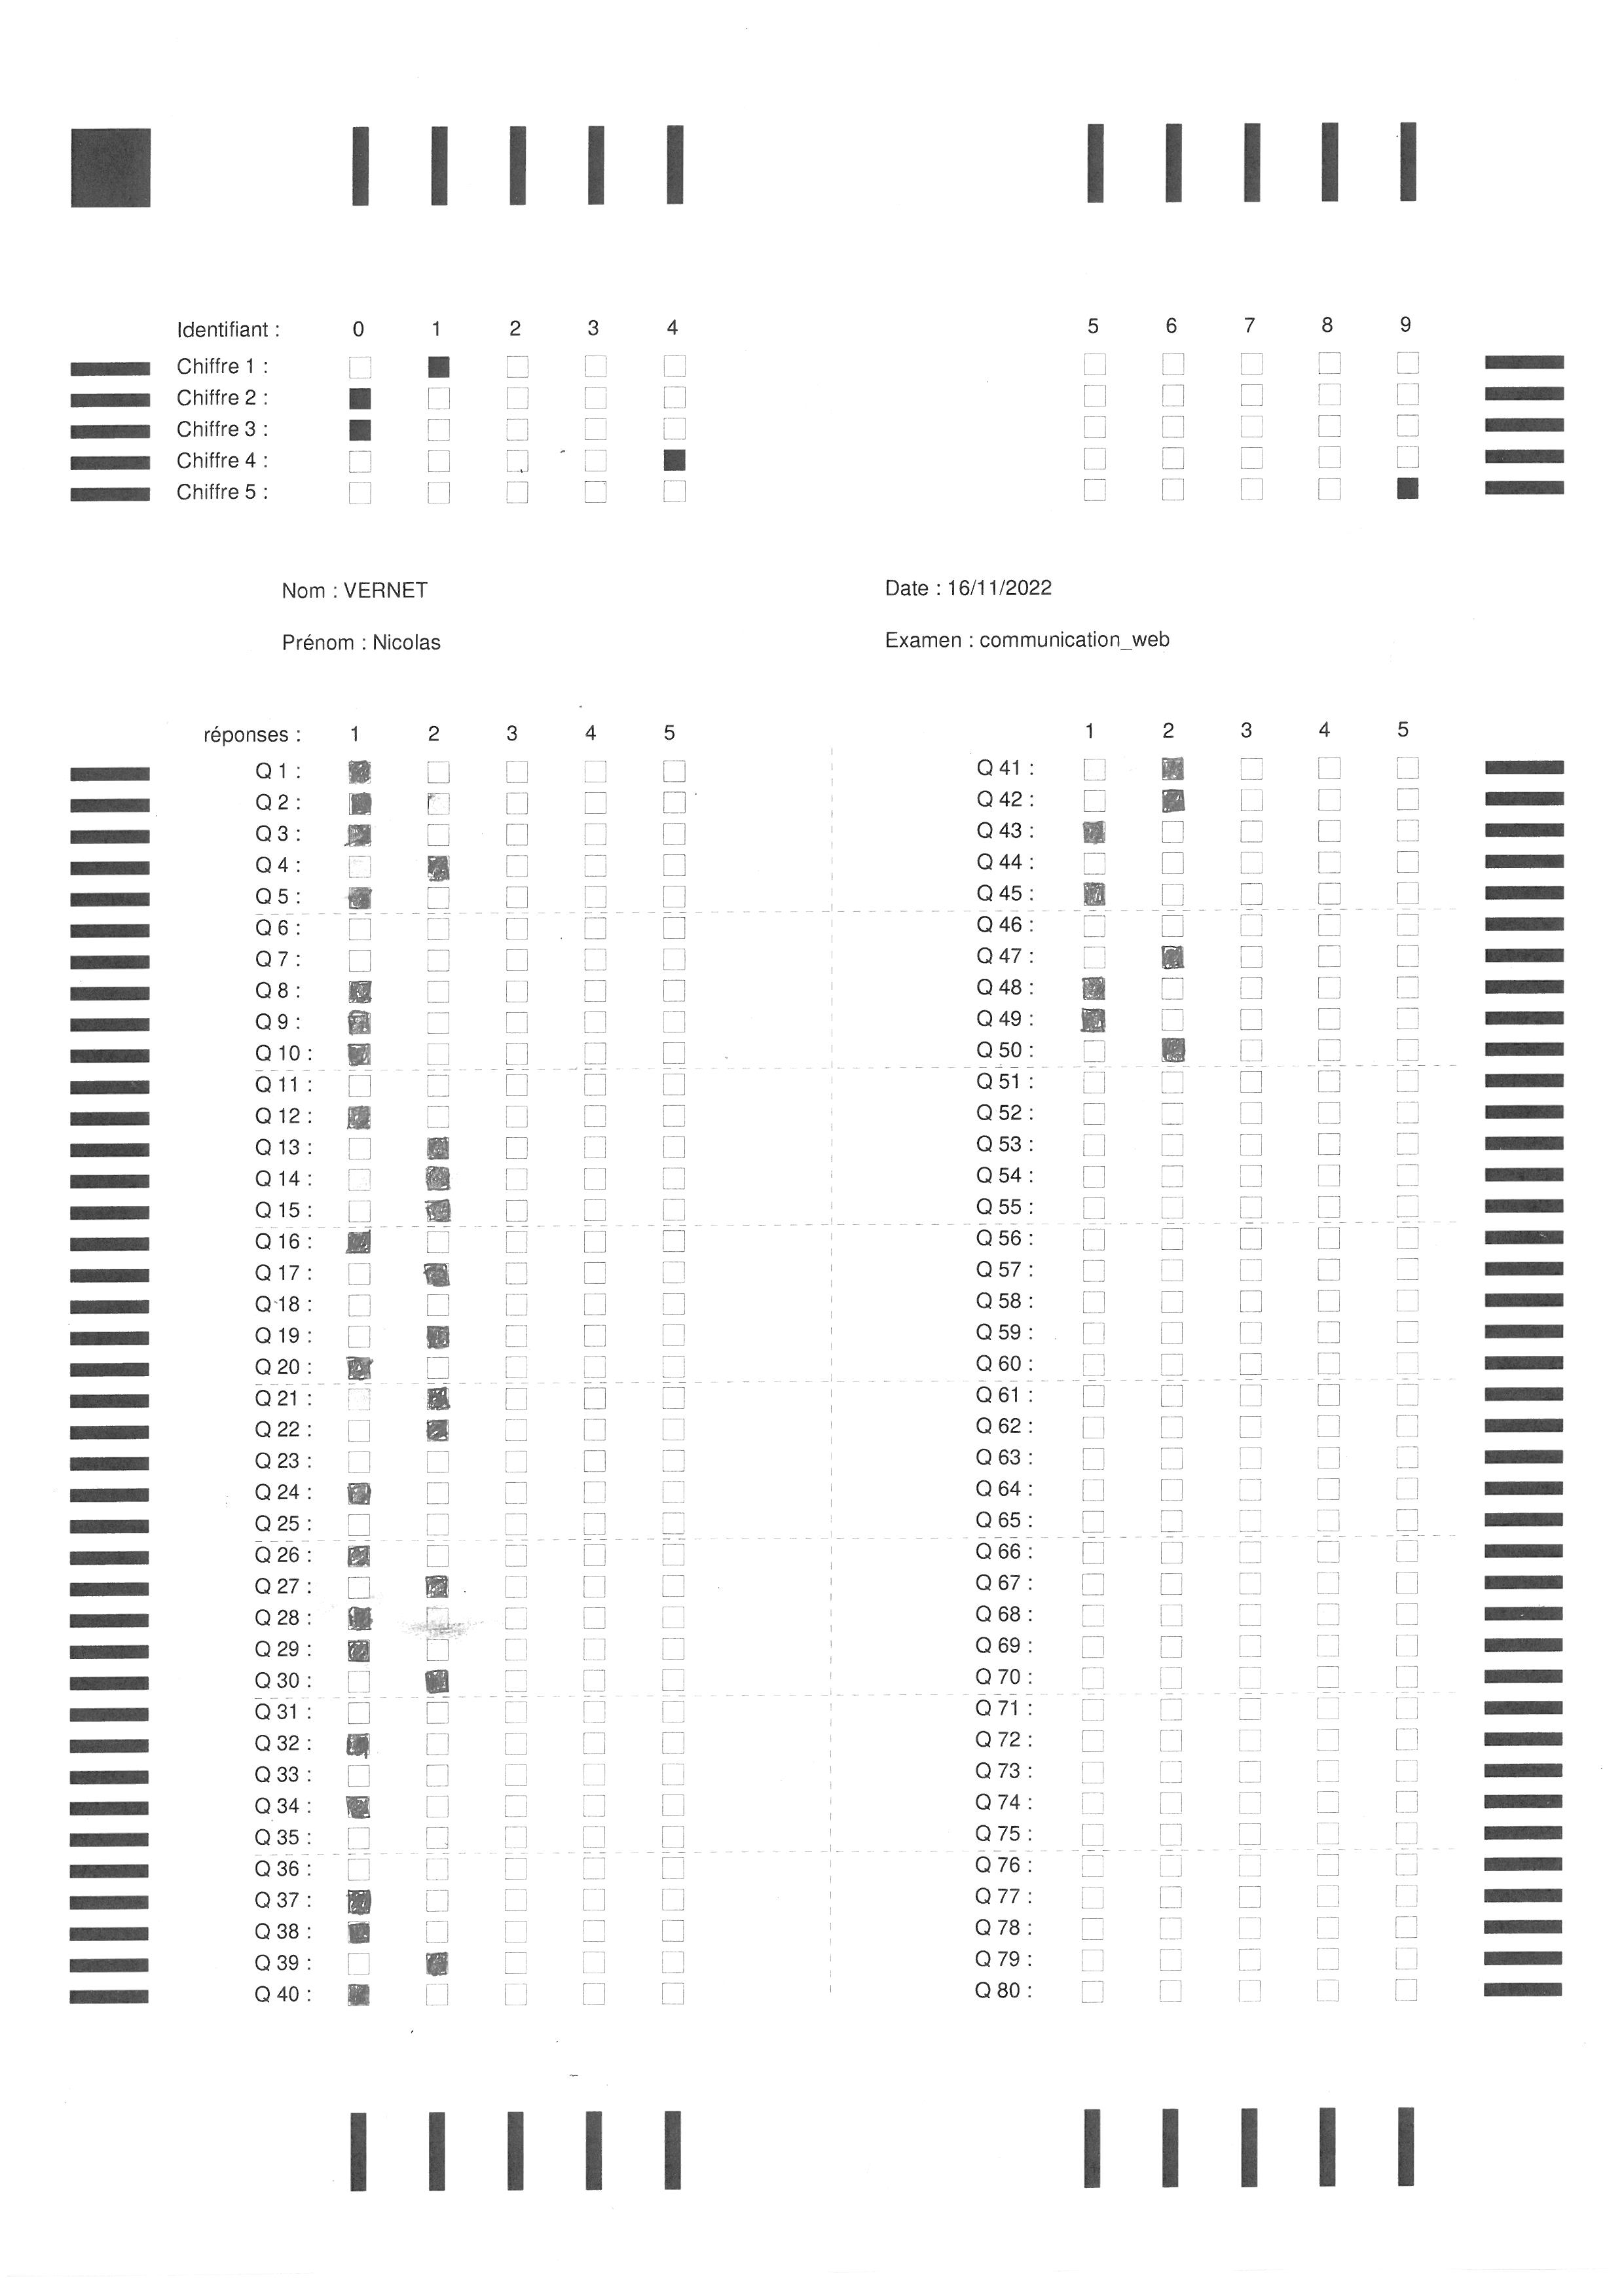 Identifiant : 0 1 2 3 4 5 6 7 8 9
Chiffre 1 :
Chiffre 2 :
Chiffre 3 :
Chiffre 4 :
Chiffre 5 :
Nom : VERNET Date : 16/11/2022
Prénom : Nicolas Examen : communication_web
réponses : 1 2 3 4 5 1 2 3 4 5
Q 1 : Q 41 :
Q 2 : Q 42 :
Q 3 : Q 43 :
Q 4 : Q 44 :
Q 5 : Q 45 :
Q 6 : Q 46 :
Q 7 : Q 47 :
Q 8 : Q 48 :
Q 9 : Q 49 :
Q 10 : Q 50 :
Q 11 : Q 51 :
Q 12 : Q 52 :
Q 13 : Q 53 :
Q 14 : Q 54 :
Q 15 : Q 55 :
Q 16 : Q 56 :
Q 17 : Q 57 :
Q 18 : Q 58 :
Q 19 : Q 59 :
Q 20 : Q 60 :
Q 21 : Q 61 :
Q 22 : Q 62 :
Q 23 : Q 63 :
Q 24 : Q 64 :
Q 25 : Q 65 :
Q 26 : Q 66 :
Q 27 : Q 67 :
Q 28 : Q 68 :
Q 29 : Q 69 :
Q 30 : Q 70 :
Q 31 : Q 71 :
Q 32 : Q 72 :
Q 33 : Q 73 :
Q 34 : Q 74 :
Q 35 : Q 75 :
Q 36 : Q 76 :
Q 37 : Q 77 :
Q 38 : Q 78 :
Q 39 : Q 79 :
Q 40 : Q 80 :